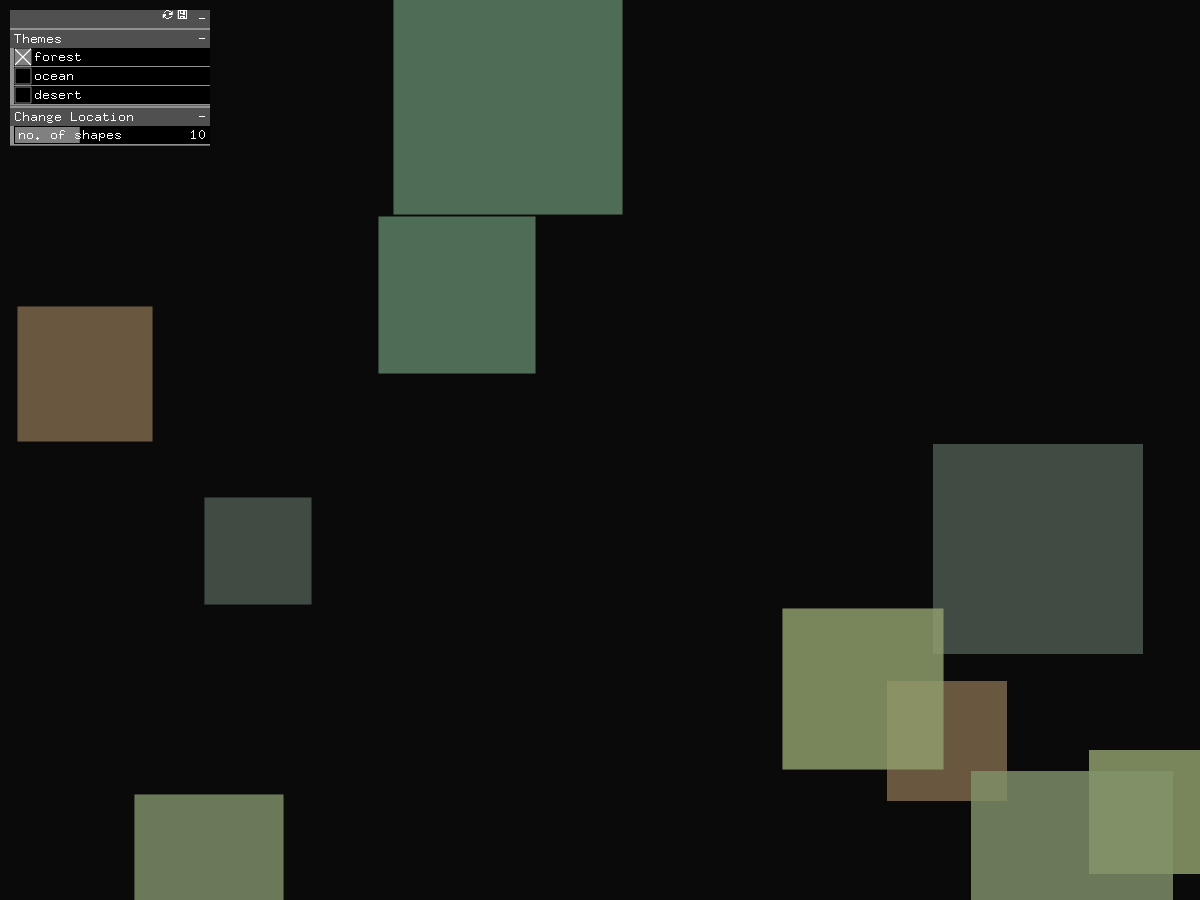 Themes
forest
ocean
desert
Change Location
no. of shapes 10